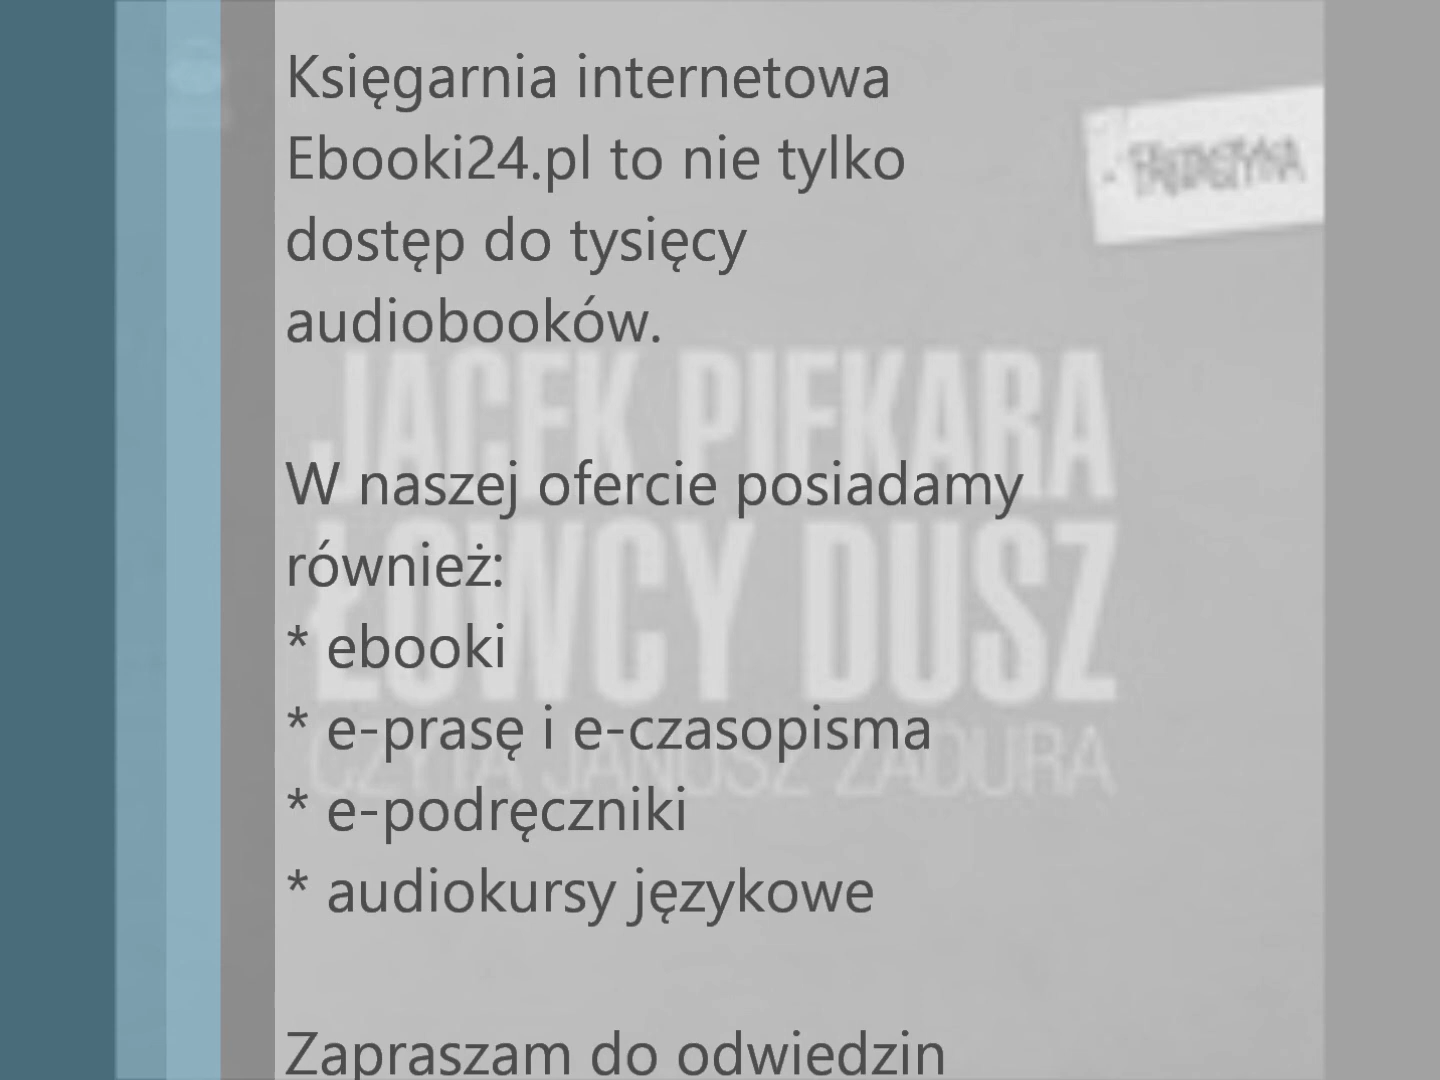 Księgarnia internetowa
Ebooki24.pl to nie tylko
dostęp do tysięcy
audiobooków.
- FANTASTYKA
JACEK PIEKARA
W naszej ofercie posiadamy
również:
ŁOWCY DUSZ
* ebooki
* e-prasę i e-czasopisma
CZYTA JANUSZ ZADURA
* e-podręczniki
* audiokursy językowe
Zapraszam do odwiedzin